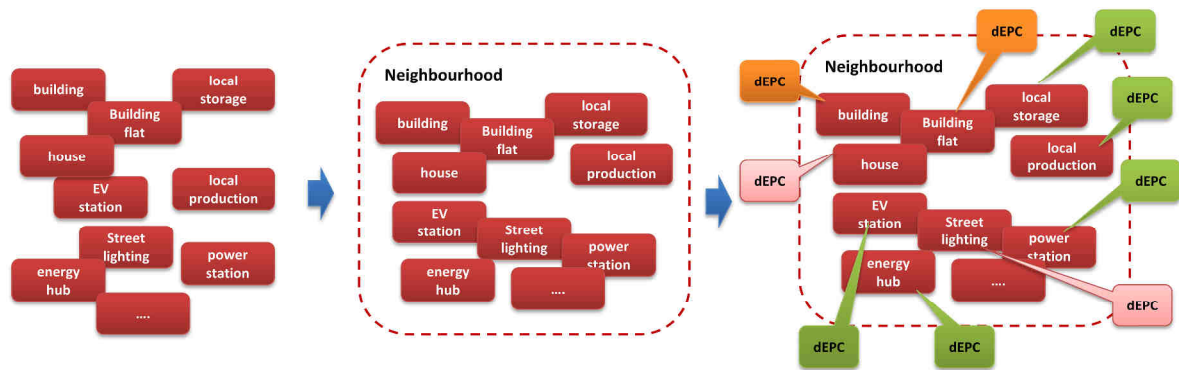 building
local
storage
Building
flat
house
EV
station
local
production
Street
lighting
energy
hub
power
station
....
Neighbourhood
building
Building
flat
local
storage
house
local
production
EV
station
Street
lighting
power
station
energy
hub
....
dEPC
dEPC
dEPC
Neighbourhood
building
Building
flat
local
storage
dEPC
house
local
production
dEPC
dEPC
EV
station
Street
lighting
power
station
energy
hub
....
dEPC
dEPC
dEPC